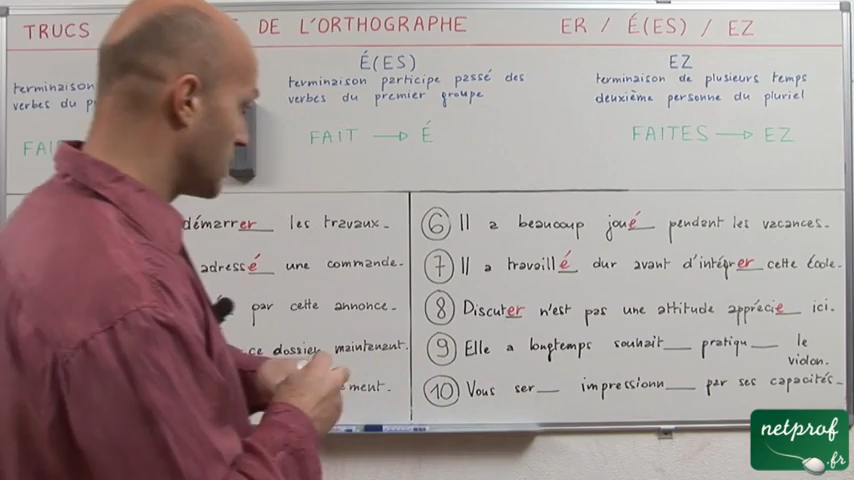 TRUCS DE L'ORTHOGRAPHE ER / É(ES) / EZ
terminaison
verbes du
FAI
É(ES)
terminaison participe passé des
verbes du premier groupe
FAIT → É
EZ
terminaison de plusieurs temps
deuxième personne du pluriel
FAITES → EZ
démarrer les travaux.
adressé une commande.
par cette annonce.
ce dossier maintenant.
ment.
6 Il a beaucoup joué pendant les vacances.
7 Il a travaillé dur avant d'intégrer cette école.
8 Discuter n'est pas une attitude apprécie ici.
9 Elle a longtemps souhait___ pratiqu___ le
violon.
10 Vous ser___ impressionn___ par ses capacités.
netprof
.fr